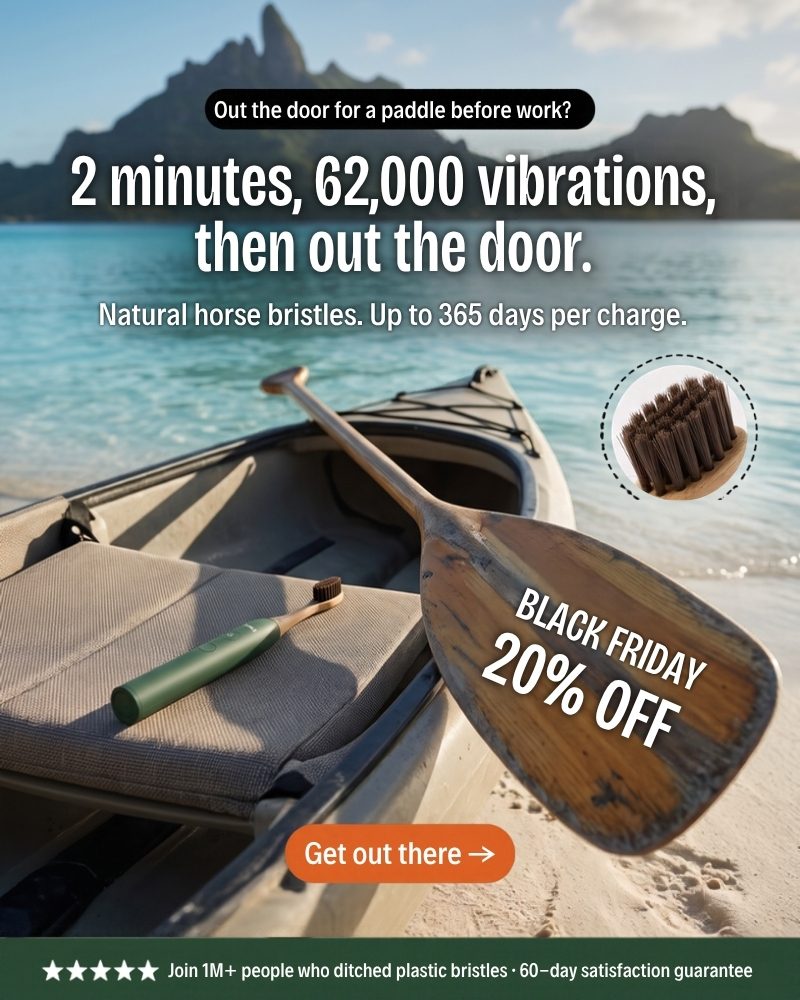 Out the door for a paddle before work?
2 minutes, 62,000 vibrations,
then out the door.
Natural horse bristles. Up to 365 days per charge.
BLACK FRIDAY
20% OFF
Get out there →
★★★★★ Join 1M+ people who ditched plastic bristles · 60–day satisfaction guarantee